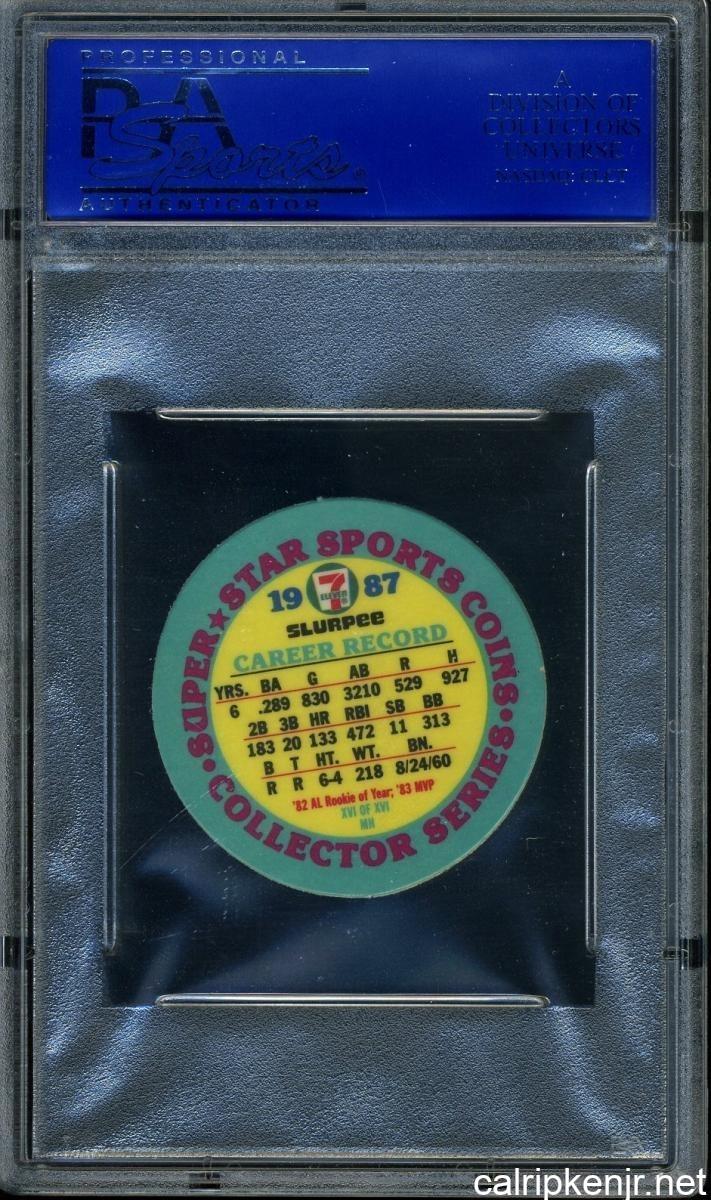 PROFESSIONAL
PSA
Sports®
AUTHENTICATOR
A
DIVISION OF
COLLECTORS
UNIVERSE
NASDAQ: CLCT
SUPER★STAR SPORTS COINS
19 7 ELEVEN ® 87
SLURPEE
CAREER RECORD
YRS. BA G AB R H
6 .289 830 3210 529 927
2B 3B HR RBI SB BB
183 20 133 472 11 313
B T HT. WT. BN.
R R 6-4 218 8/24/60
'82 AL Rookie of Year; '83 MVP
XVI OF XVI
MH
•COLLECTOR SERIES•
calripkenjr.net